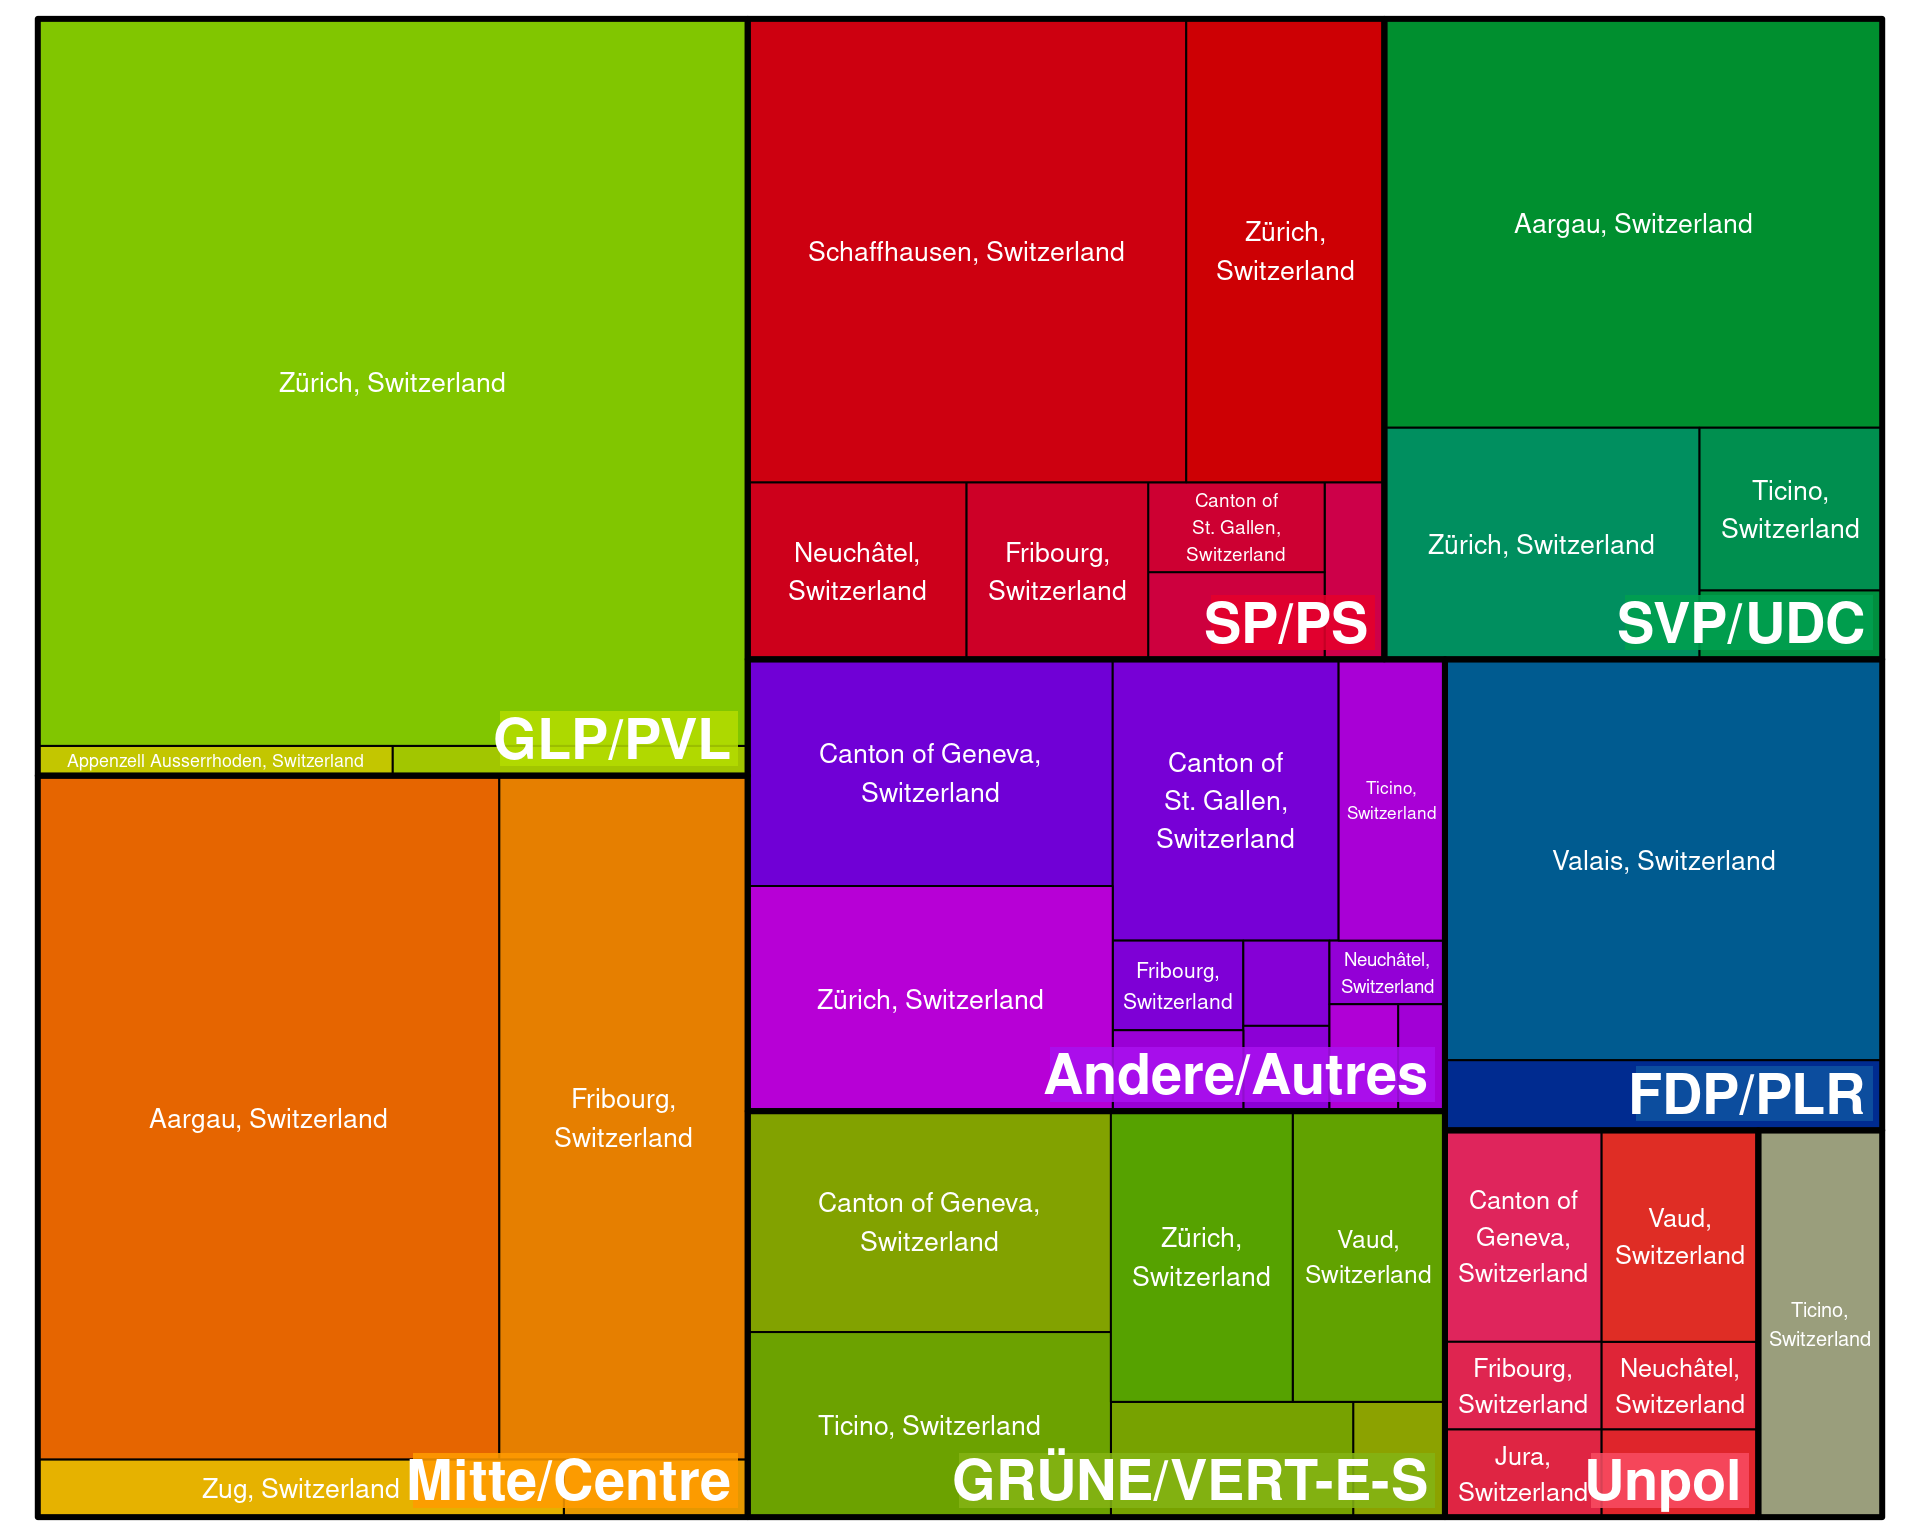 Zürich, Switzerland
Appenzell Ausserrhoden, Switzerland
GLP/PVL
Schaffhausen, Switzerland
Zürich,
Switzerland
Neuchâtel,
Switzerland
Fribourg,
Switzerland
Canton of
St. Gallen,
Switzerland
SP/PS
Aargau, Switzerland
Zürich, Switzerland
Ticino,
Switzerland
SVP/UDC
Aargau, Switzerland
Fribourg,
Switzerland
Zug, Switzerland
Mitte/Centre
Canton of Geneva,
Switzerland
Zürich, Switzerland
Canton of
St. Gallen,
Switzerland
Ticino,
Switzerland
Fribourg,
Switzerland
Neuchâtel,
Switzerland
Andere/Autres
Valais, Switzerland
FDP/PLR
Canton of Geneva,
Switzerland
Ticino, Switzerland
Zürich,
Switzerland
Vaud,
Switzerland
GRÜNE/VERT-E-S
Canton of
Geneva,
Switzerland
Vaud,
Switzerland
Fribourg,
Switzerland
Neuchâtel,
Switzerland
Jura,
Switzerland
Unpol
Ticino,
Switzerland